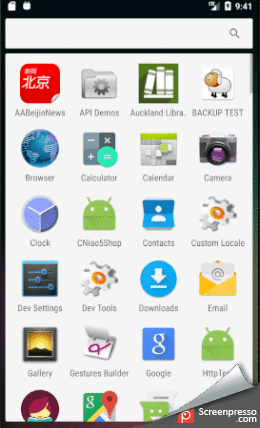 9:41
新闻
北京
AABeijinNews
API Demos
Auckland Libra..
BACKUP TEST
Browser
Calculator
Calendar
Camera
Clock
CNiao5Shop
Contacts
Custom Locale
Dev Settings
Dev Tools
Downloads
Email
Gallery
Gestures Builder
Google
HttpTe
Screenpresso
.com